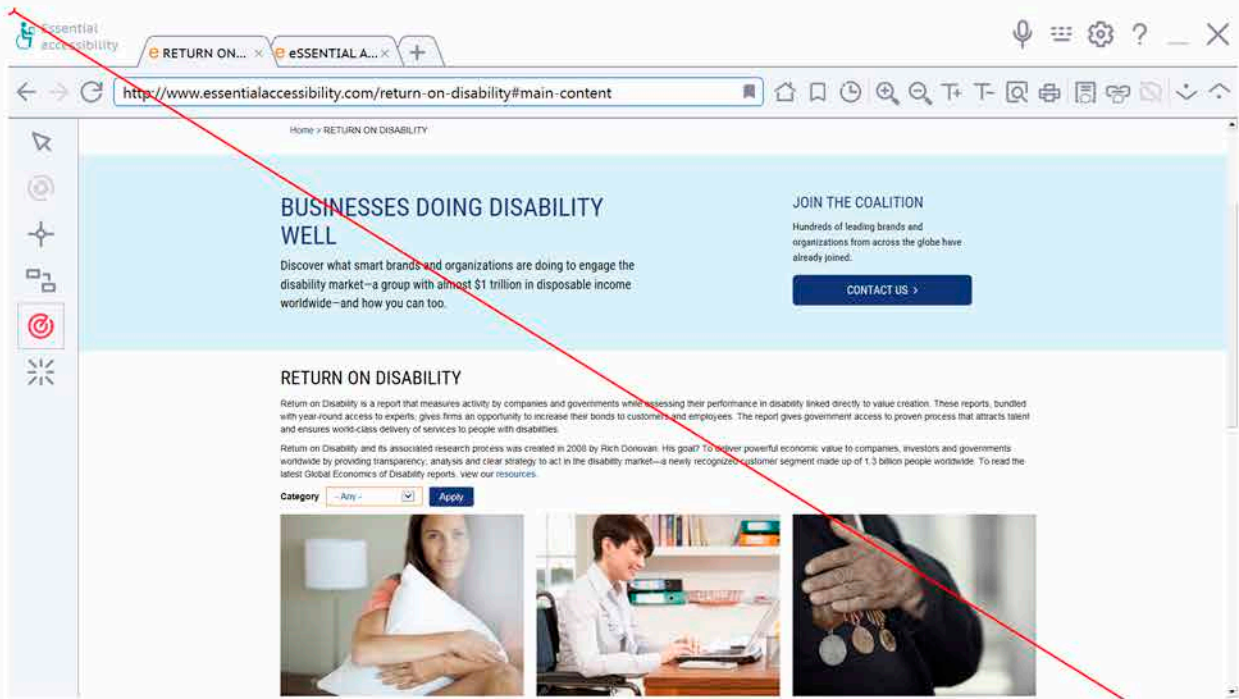 Essential
accessibility
e RETURN ON... ×
e eSSENTIAL A... ×
http://www.essentialaccessibility.com/return-on-disability#main-content
Home > RETURN ON DISABILITY
BUSINESSES DOING DISABILITY
WELL
Discover what smart brands and organizations are doing to engage the
disability market—a group with almost $1 trillion in disposable income
worldwide—and how you can too.
JOIN THE COALITION
Hundreds of leading brands and
organizations from across the globe have
already joined.
CONTACT US >
RETURN ON DISABILITY
Return on Disability is a report that measures activity by companies and governments while assessing their performance in disability linked directly to value creation. These reports, bundled
with year-round access to experts, gives firms an opportunity to increase their bonds to customers and employees. The report gives government access to proven process that attracts talent
and ensures world-class delivery of services to people with disabilities.
Return on Disability and its associated research process was created in 2008 by Rich Donovan. His goal? To deliver powerful economic value to companies, investors and governments
worldwide by providing transparency, analysis and clear strategy to act in the disability market—a newly recognized customer segment made up of 1.3 billion people worldwide. To read the
latest Global Economics of Disability reports, view our resources.
Category - Any - Apply